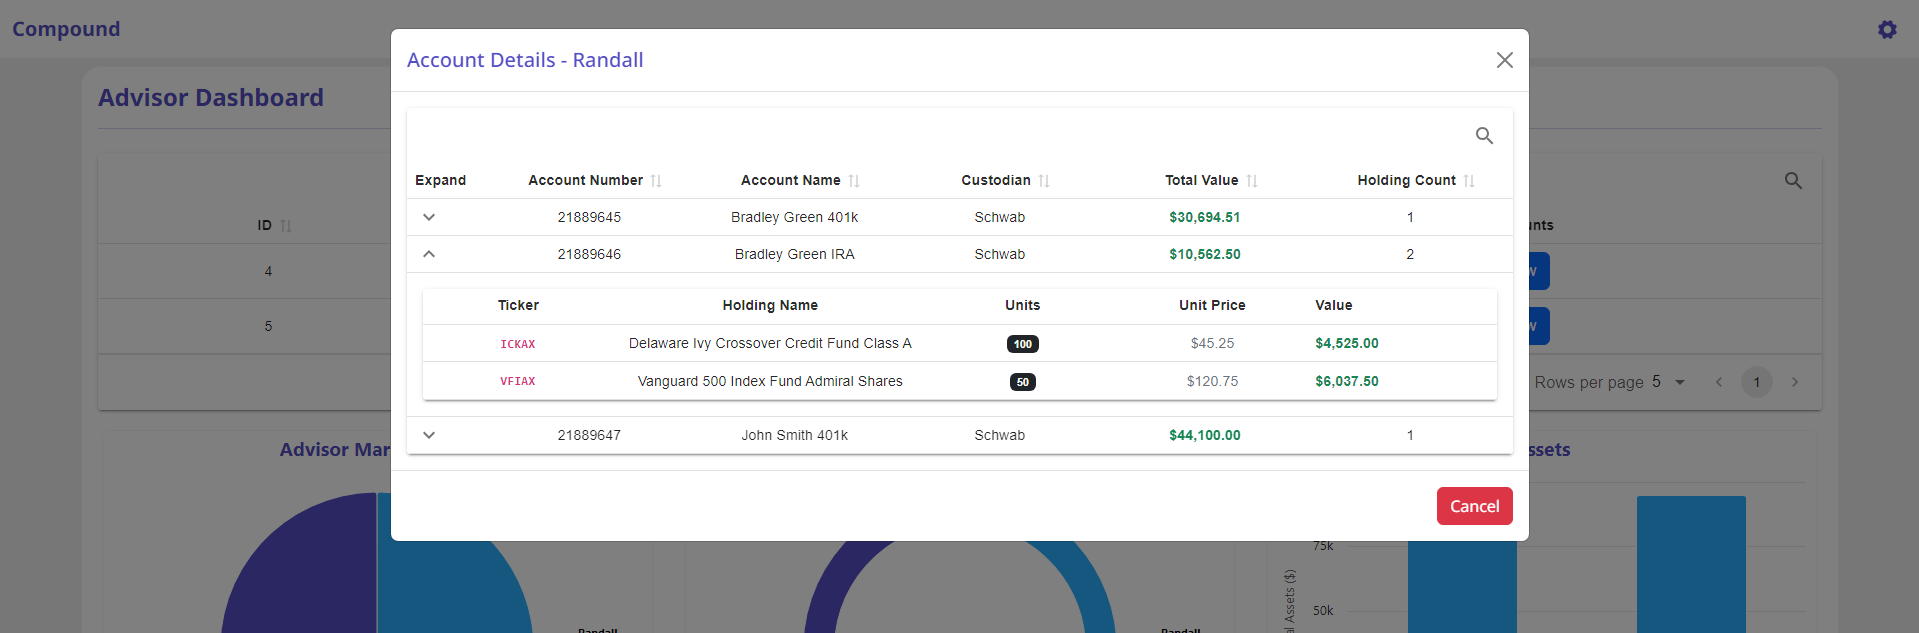 Compound
Account Details - Randall
Advisor Dashboard
Expand Account Number Account Name Custodian Total Value Holding Count
21889645 Bradley Green 401k Schwab $30,694.51 1
ID
21889646 Bradley Green IRA Schwab $10,562.50 2
4
Ticker Holding Name Units Unit Price Value
5
ICKAX Delaware Ivy Crossover Credit Fund Class A 100 $45.25 $4,525.00
VFIAX Vanguard 500 Index Fund Admiral Shares 50 $120.75 $6,037.50
Rows per page 5 1
21889647 John Smith 401k Schwab $44,100.00 1
Advisor Mar
Cancel
75k
50k
Assets ($)
Randall
Randall